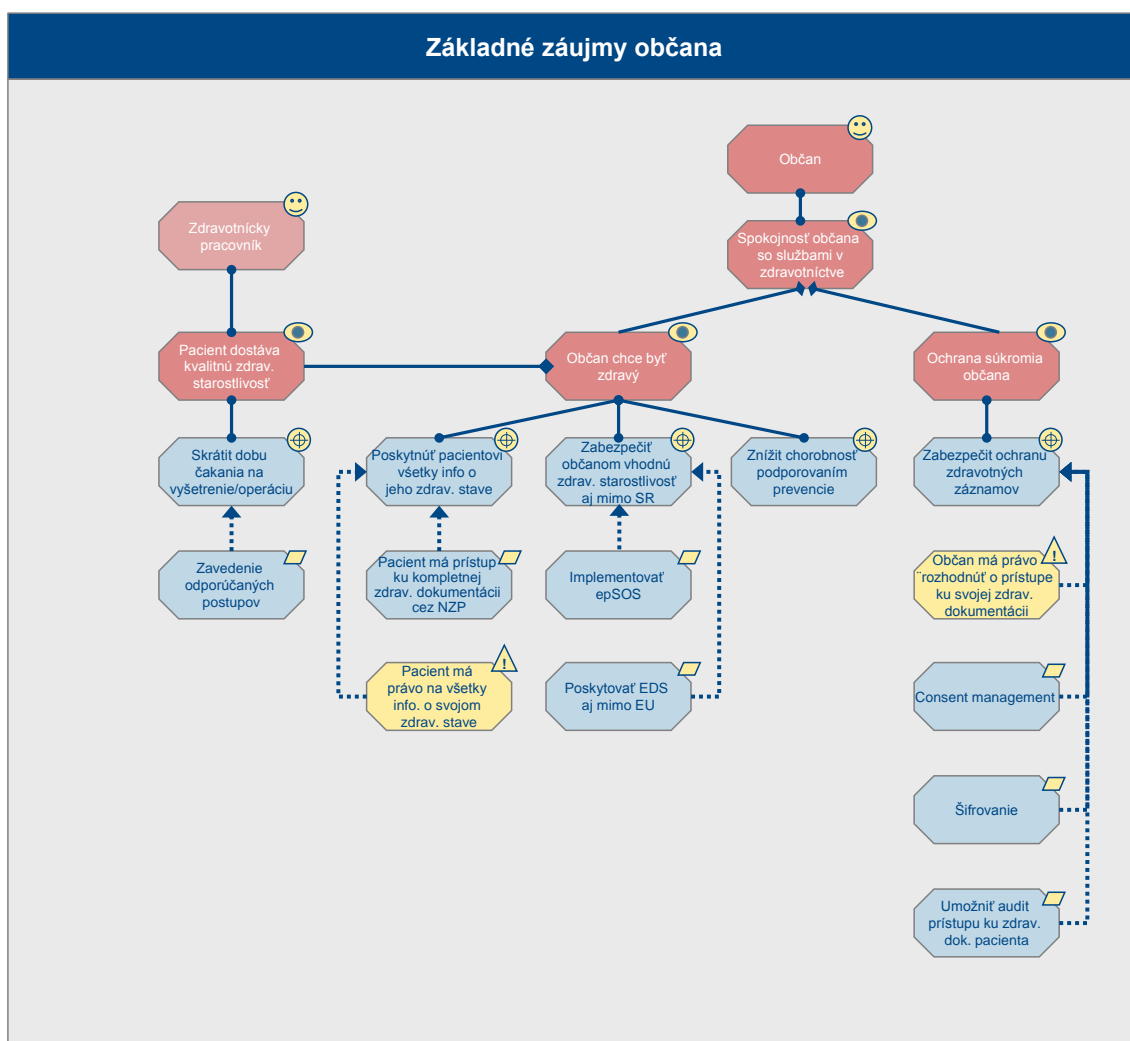 Základné záujmy občana
Občan
Zdravotnícky
pracovník
Spokojnosť občana
so službami v
zdravotníctve
Pacient dostáva
kvalitnú zdrav.
starostlivosť
Občan chce byť
zdravý
Ochrana súkromia
občana
Skrátit dobu
čakania na
vyšetrenie/operáciu
Poskytnúť pacientovi
všetky info o
jeho zdrav. stave
Zabezpečiť
občanom vhodnú
zdrav. starostlivosť
aj mimo SR
Znížit chorobnosť
podporovaním
prevencie
Zabezpečit ochranu
zdravotných
záznamov
Zavedenie
odporúčaných
postupov
Pacient má prístup
ku kompletnej
zdrav. dokumentácii
cez NZP
Implementovať
epSOS
Občan má právo
¨rozhodnúť o prístupe
ku svojej zdrav.
dokumentácii
!
Pacient má
právo na všetky
info. o svojom
zdrav. stave
!
Poskytovať EDS
aj mimo EU
Consent management
Šifrovanie
Umožniť audit
prístupu ku zdrav.
dok. pacienta